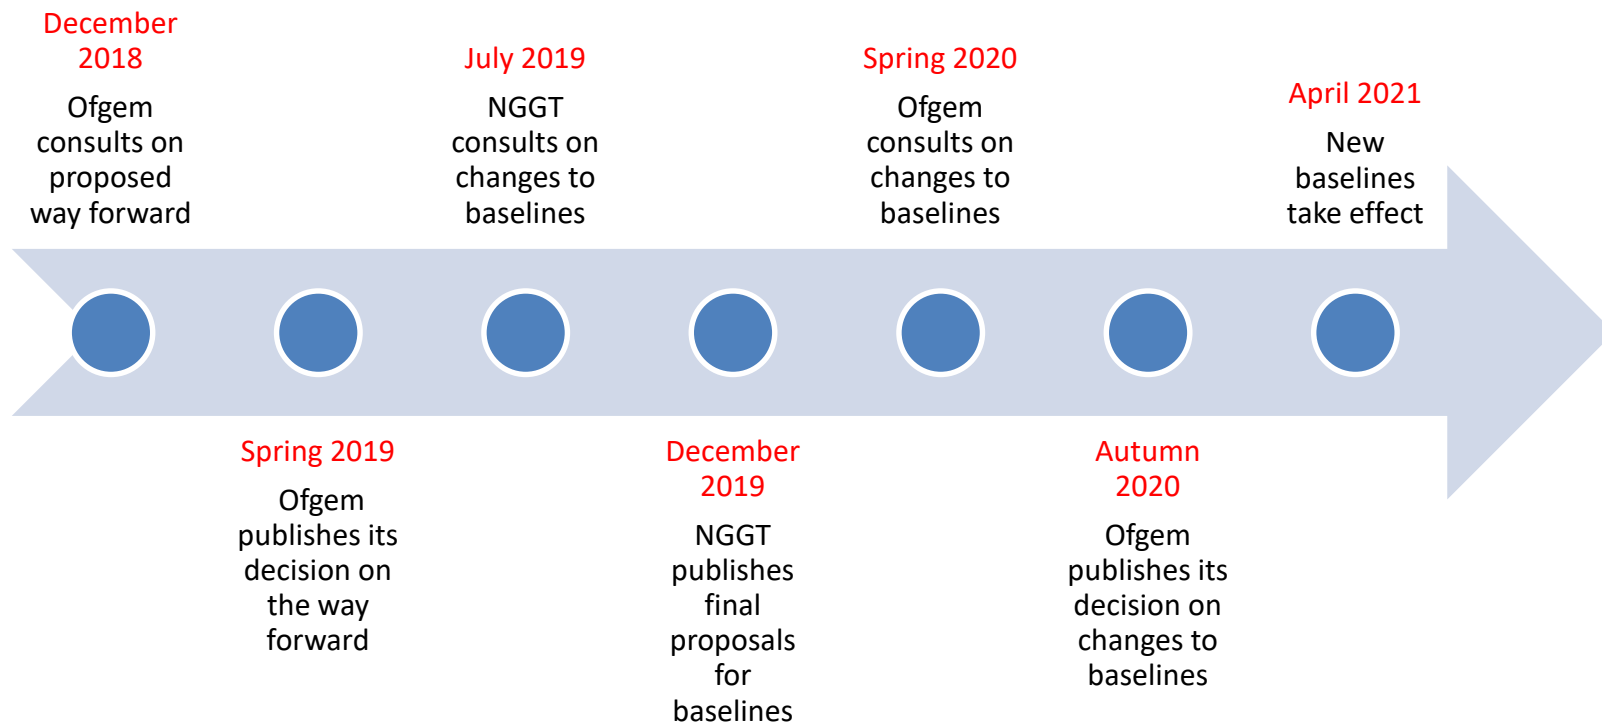 December
2018
Ofgem
consults on
proposed
way forward
Spring 2019
Ofgem
publishes its
decision on
the way
forward
July 2019
NGGT
consults on
changes to
baselines
December
2019
NGGT
publishes
final
proposals
for
baselines
Spring 2020
Ofgem
consults on
changes to
baselines
Autumn
2020
Ofgem
publishes its
decision on
changes to
baselines
April 2021
New
baselines
take effect